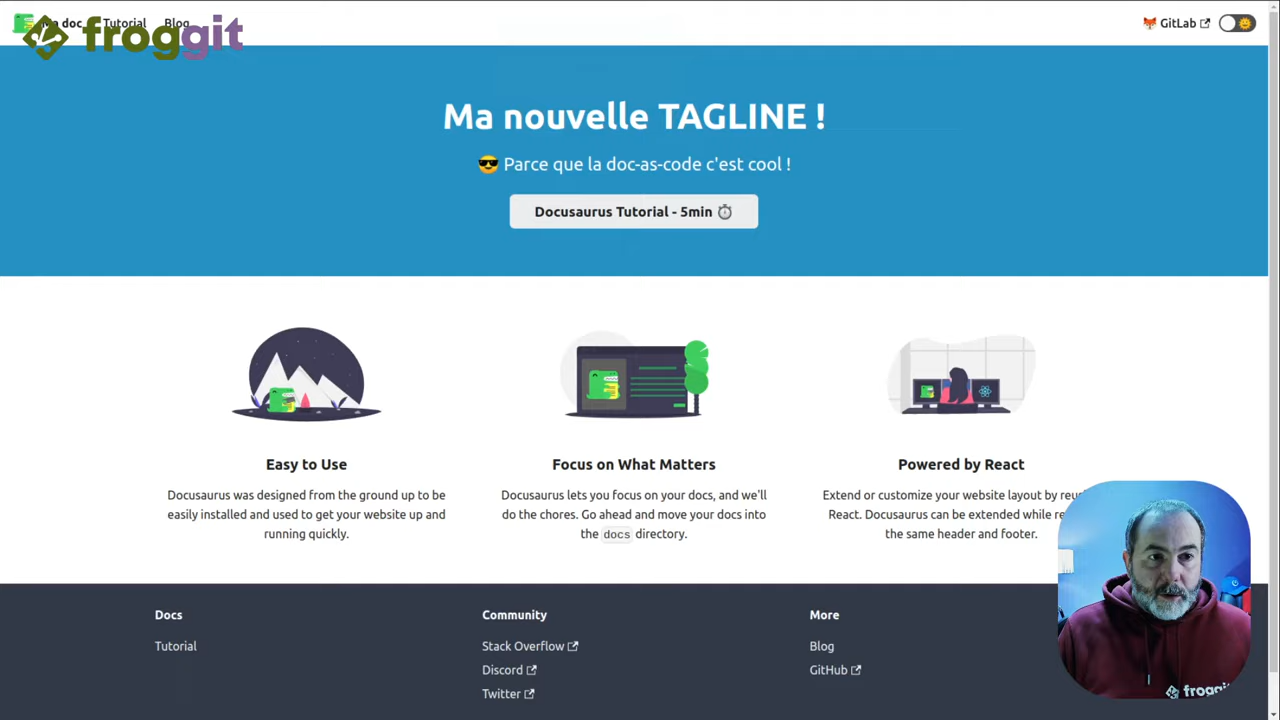 Tutorial
Blog
froggit
GitLab
Ma nouvelle TAGLINE !
😎 Parce que la doc-as-code c'est cool !
Docusaurus Tutorial - 5min ⏱️
Easy to Use
Docusaurus was designed from the ground up to be
easily installed and used to get your website up and
running quickly.
Focus on What Matters
Docusaurus lets you focus on your docs, and we'll
do the chores. Go ahead and move your docs into
the docs directory.
Powered by React
Extend or customize your website layout by
React. Docusaurus can be extended while
the same header and footer.
Docs
Tutorial
Community
Stack Overflow
Discord
Twitter
More
Blog
GitHub
froggit